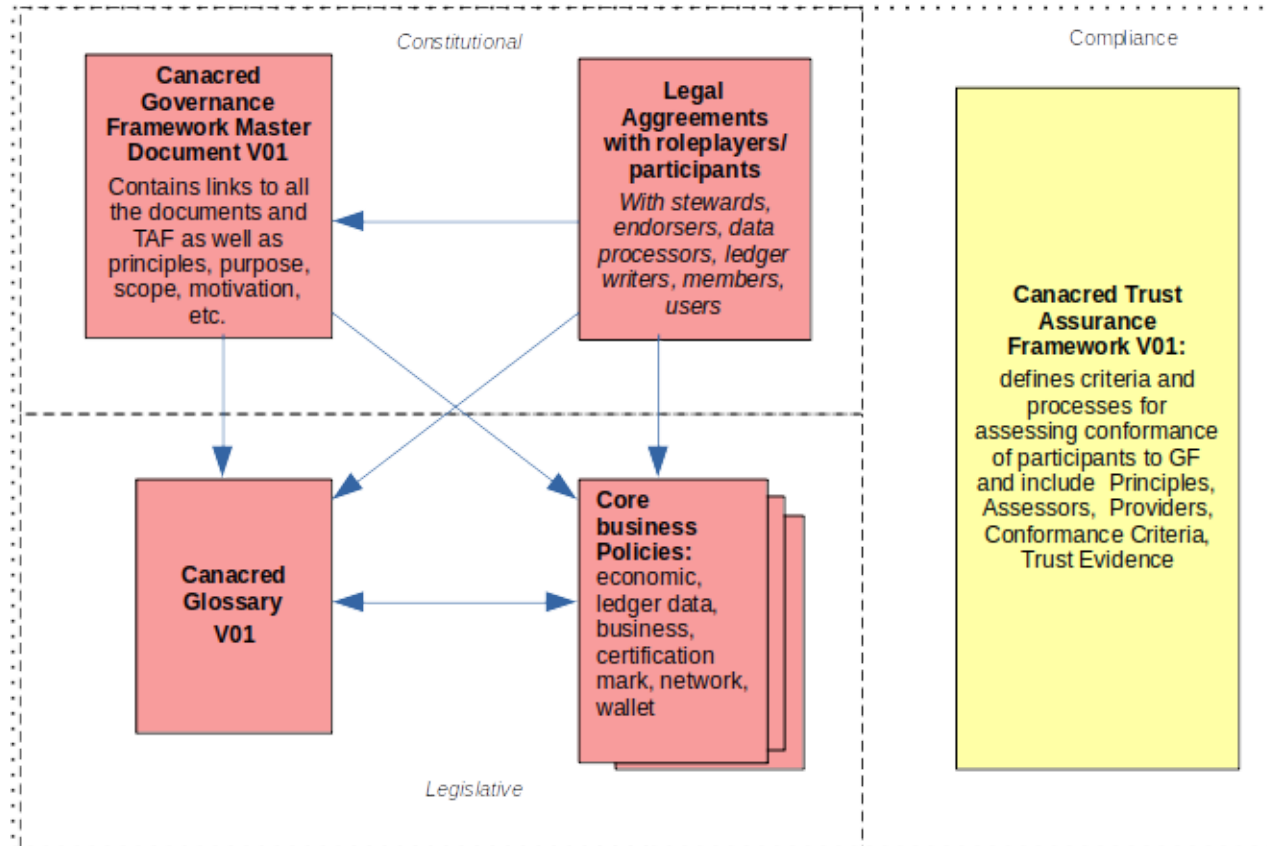 Constitutional
Compliance
Canacred
Governance
Framework Master
Document V01
Contains links to all
the documents and
TAF as well as
principles, purpose,
scope, motivation,
etc.
Legal
Aggreements
with roleplayers/
participants
With stewards,
endorsers, data
processors, ledger
writers, members,
users
Canacred Trust
Assurance
Framework V01:
defines criteria and
processes for
assessing conformance
of participants to GF
and include Principles,
Assessors, Providers,
Conformance Criteria,
Trust Evidence
Canacred
Glossary
V01
Core
business
Policies:
economic,
ledger data,
business,
certification
mark, network,
wallet
Legislative